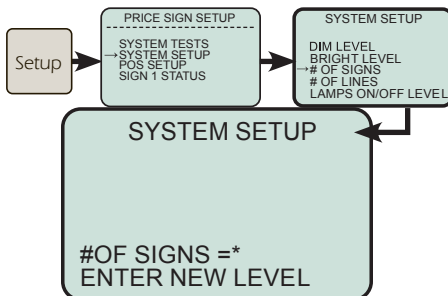 Setup
PRICE SIGN SETUP
SYSTEM TESTS
→SYSTEM SETUP
POS SETUP
SIGN 1 STATUS
SYSTEM SETUP
DIM LEVEL
BRIGHT LEVEL
→# OF SIGNS
# OF LINES
LAMPS ON/OFF LEVEL
SYSTEM SETUP
#OF SIGNS =*
ENTER NEW LEVEL